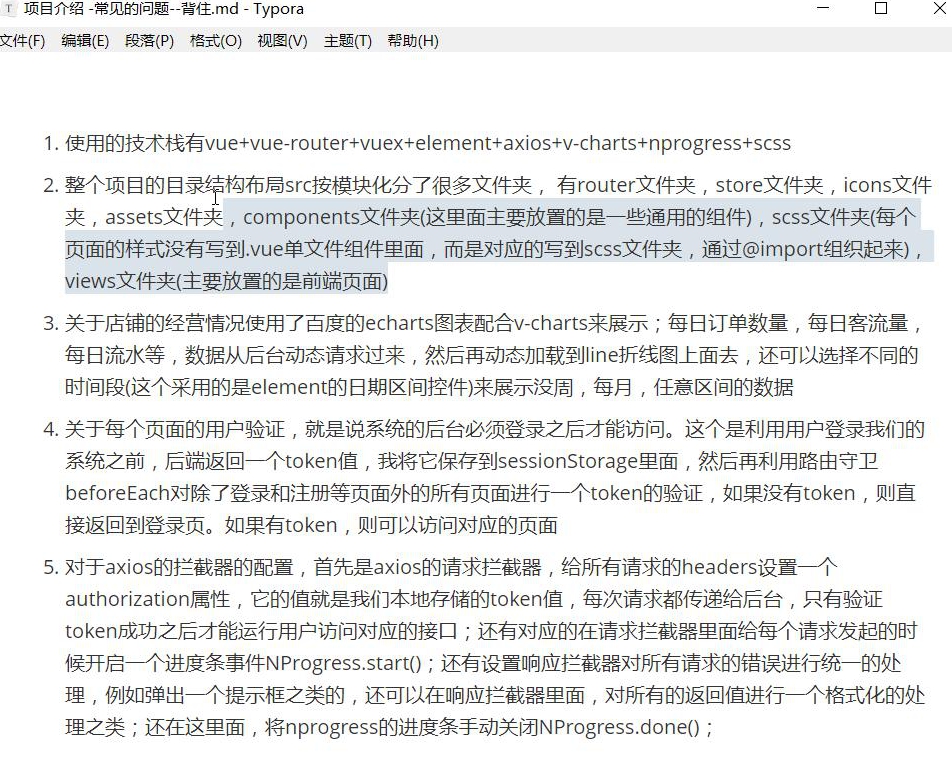 T 项目介绍 -常见的问题--背住.md - Typora
文件(F) 编辑(E) 段落(P) 格式(O) 视图(V) 主题(T) 帮助(H)
1. 使用的技术栈有vue+vue-router+vuex+element+axios+v-charts+nprogress+scss
2. 整个项目的目录结构布局src按模块化分了很多文件夹， 有router文件夹，store文件夹，icons文件
夹，assets文件夹，components文件夹(这里面主要放置的是一些通用的组件)，scss文件夹(每个
页面的样式没有写到.vue单文件组件里面，而是对应的写到scss文件夹，通过@import组织起来)，
views文件夹(主要放置的是前端页面)
3. 关于店铺的经营情况使用了百度的echarts图表配合v-charts来展示；每日订单数量，每日客流量，
每日流水等，数据从后台动态请求过来，然后再动态加载到line折线图上面去，还可以选择不同的
时间段(这个采用的是element的日期区间控件)来展示没周，每月，任意区间的数据
4. 关于每个页面的用户验证，就是说系统的后台必须登录之后才能访问。这个是利用用户登录我们的
系统之前，后端返回一个token值，我将它保存到sessionStorage里面，然后再利用路由守卫
beforeEach对除了登录和注册等页面外的所有页面进行一个token的验证，如果没有token，则直
接返回到登录页。如果有token，则可以访问对应的页面
5. 对于axios的拦截器的配置，首先是axios的请求拦截器，给所有请求的headers设置一个
authorization属性，它的值就是我们本地存储的token值，每次请求都传递给后台，只有验证
token成功之后才能运行用户访问对应的接口；还有对应的在请求拦截器里面给每个请求发起的时
候开启一个进度条事件NProgress.start()；还有设置响应拦截器对所有请求的错误进行统一的处
理，例如弹出一个提示框之类的，还可以在响应拦截器里面，对所有的返回值进行一个格式化的处
理之类；还在这里面，将nprogress的进度条手动关闭NProgress.done()；